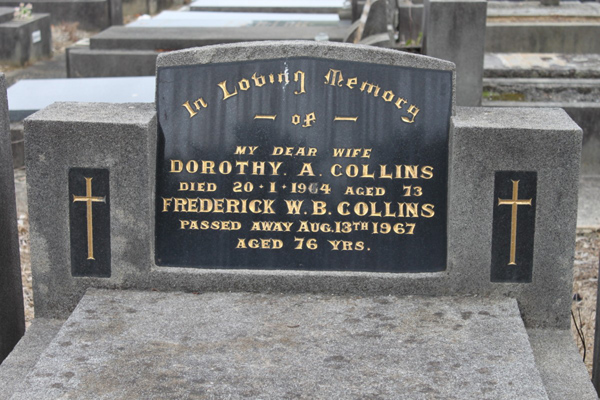 In Loving Memory
— of —
MY DEAR WIFE
DOROTHY. A. COLLINS
DIED 20·1·1964 AGED 73
FREDERICK W.B. COLLINS
PASSED AWAY AUG. 13TH 1967
AGED 76 YRS.